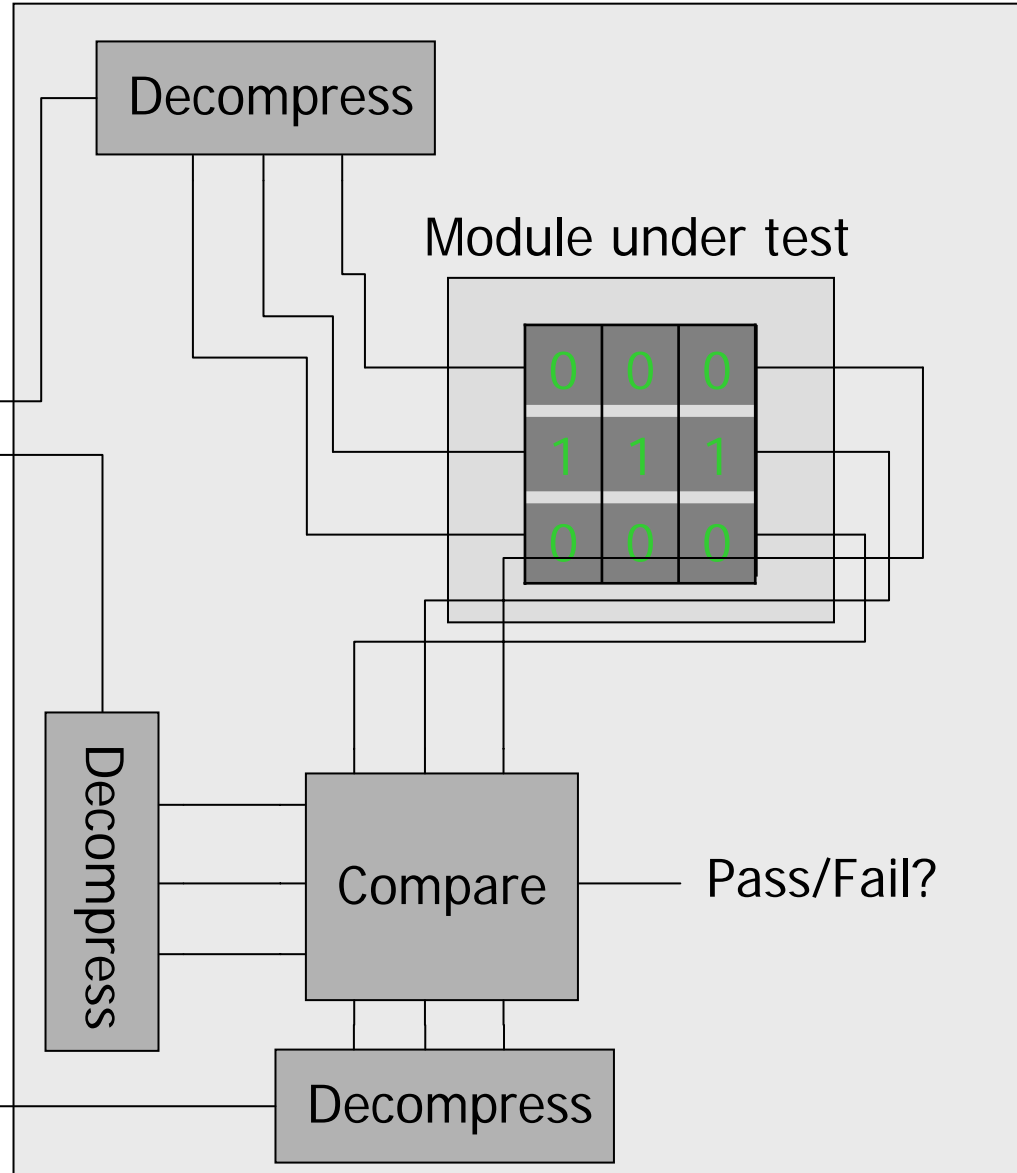 Decompress
Module under test
0 0 0
1 1 1
0 0 0
Decompress
Compare
Pass/Fail?
Decompress